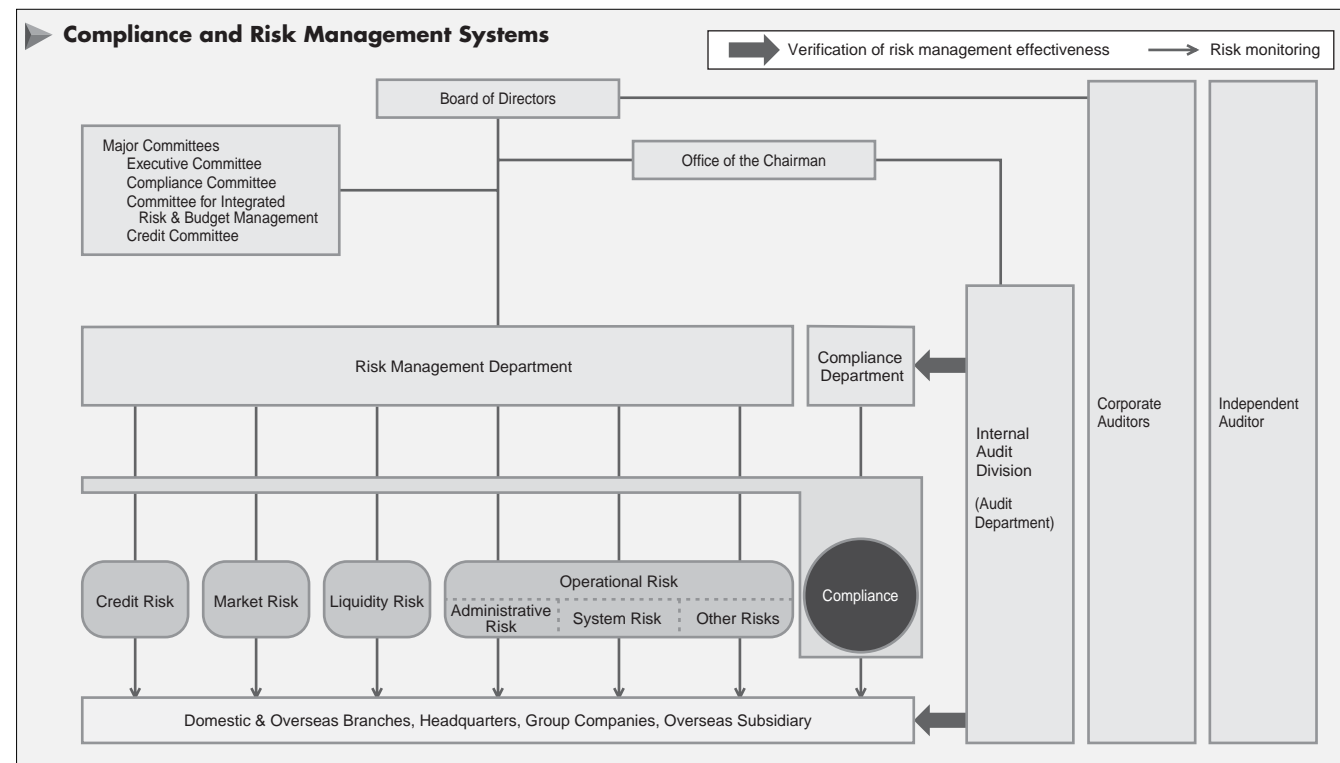 Compliance and Risk Management Systems
Verification of risk management effectiveness
Risk monitoring
Board of Directors
Major Committees
Executive Committee
Compliance Committee
Committee for Integrated
Risk & Budget Management
Credit Committee
Office of the Chairman
Risk Management Department
Compliance
Department
Internal
Audit
Division
(Audit
Department)
Corporate
Auditors
Independent
Auditor
Credit Risk
Market Risk
Liquidity Risk
Operational Risk
Administrative
Risk
System Risk
Other Risks
Compliance
Domestic & Overseas Branches, Headquarters, Group Companies, Overseas Subsidiary